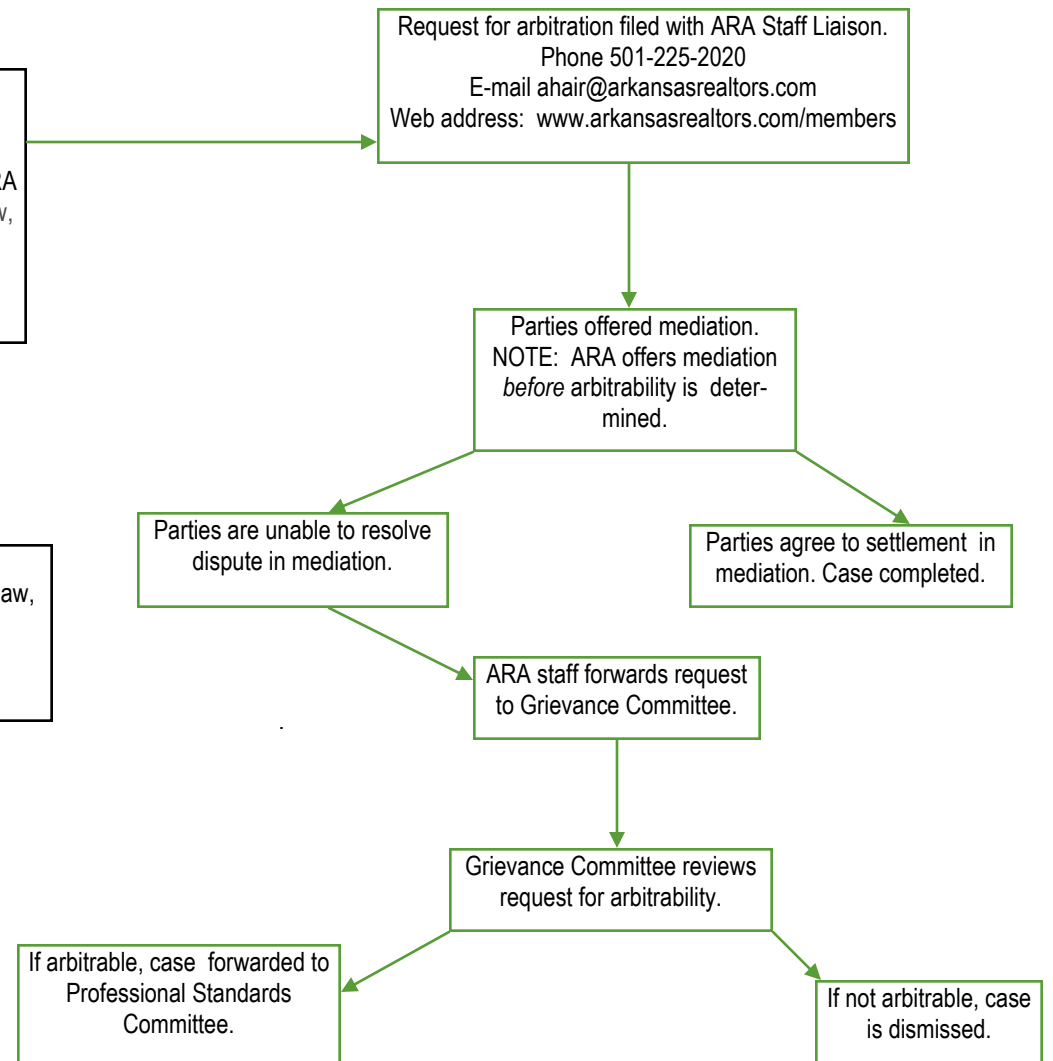 Request for arbitration filed with ARA Staff Liaison.
Phone 501-225-2020
E-mail ahair@arkansasrealtors.com
Web address: www.arkansasrealtors.com/members
Parties offered mediation.
NOTE: ARA offers mediation
before arbitrability is deter-
mined.
Parties are unable to resolve
dispute in mediation.
Parties agree to settlement in
mediation. Case completed.
ARA staff forwards request
to Grievance Committee.
Grievance Committee reviews
request for arbitrability.
If arbitrable, case forwarded to
Professional Standards
Committee.
If not arbitrable, case
is dismissed.